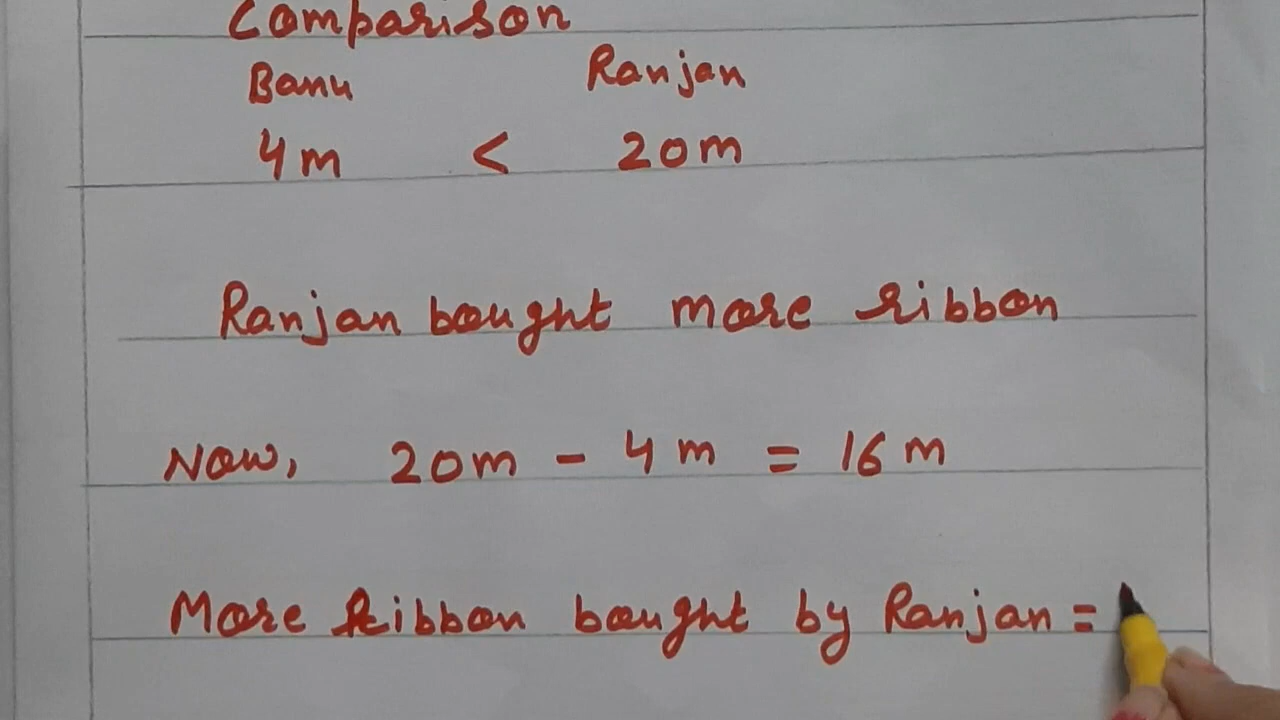 Comparison
Banu Ranjan
4m < 20m
Ranjan bought more ribbon
Now, 20m - 4m = 16m
More Ribbon bought by Ranjan =